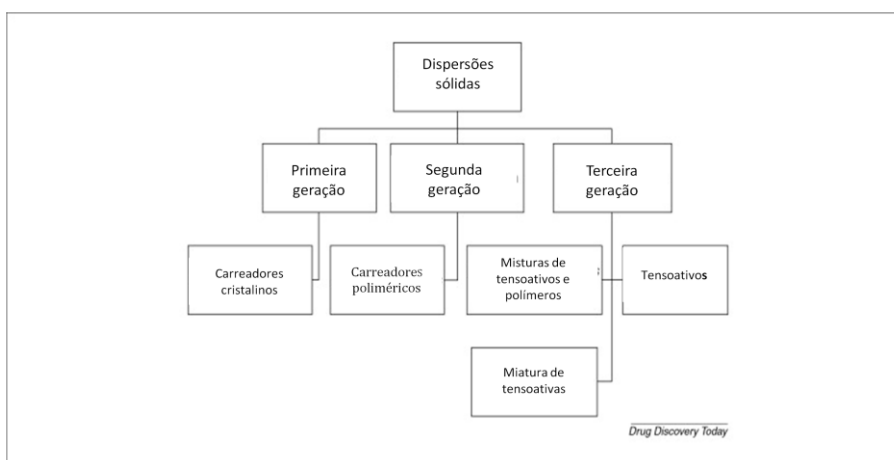 Dispersões
sólidas
Primeira
geração
Segunda
geração
Terceira
geração
Carreadores
cristalinos
Carreadores
poliméricos
Misturas de
tensoativos e
polímeros
Tensoativos
Miatura de
tensoativas
Drug Discovery Today